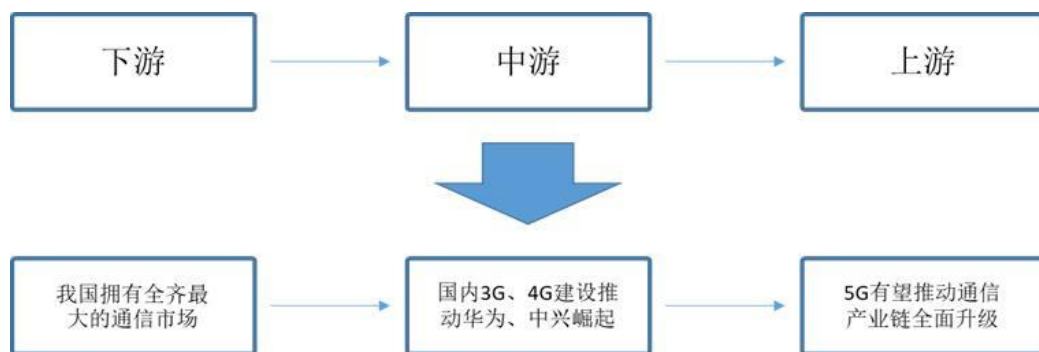 下游
中游
上游
我国拥有全齐最
大的通信市场
国内3G、4G建设推
动华为、中兴崛起
5G有望推动通信
产业链全面升级